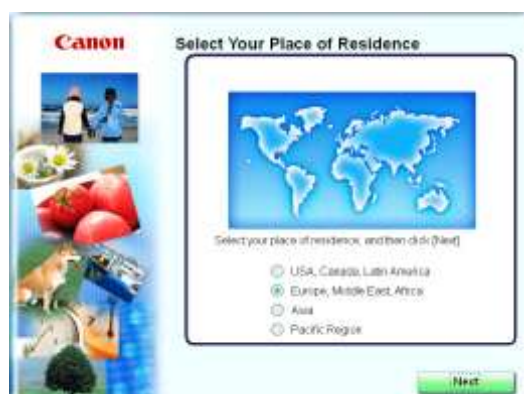 Canon
Select Your Place of Residence
Select your place of residence, and then click [Next]
USA, Canada, Latin America
Europe, Middle East, Africa
Asia
Pacific Region
Next